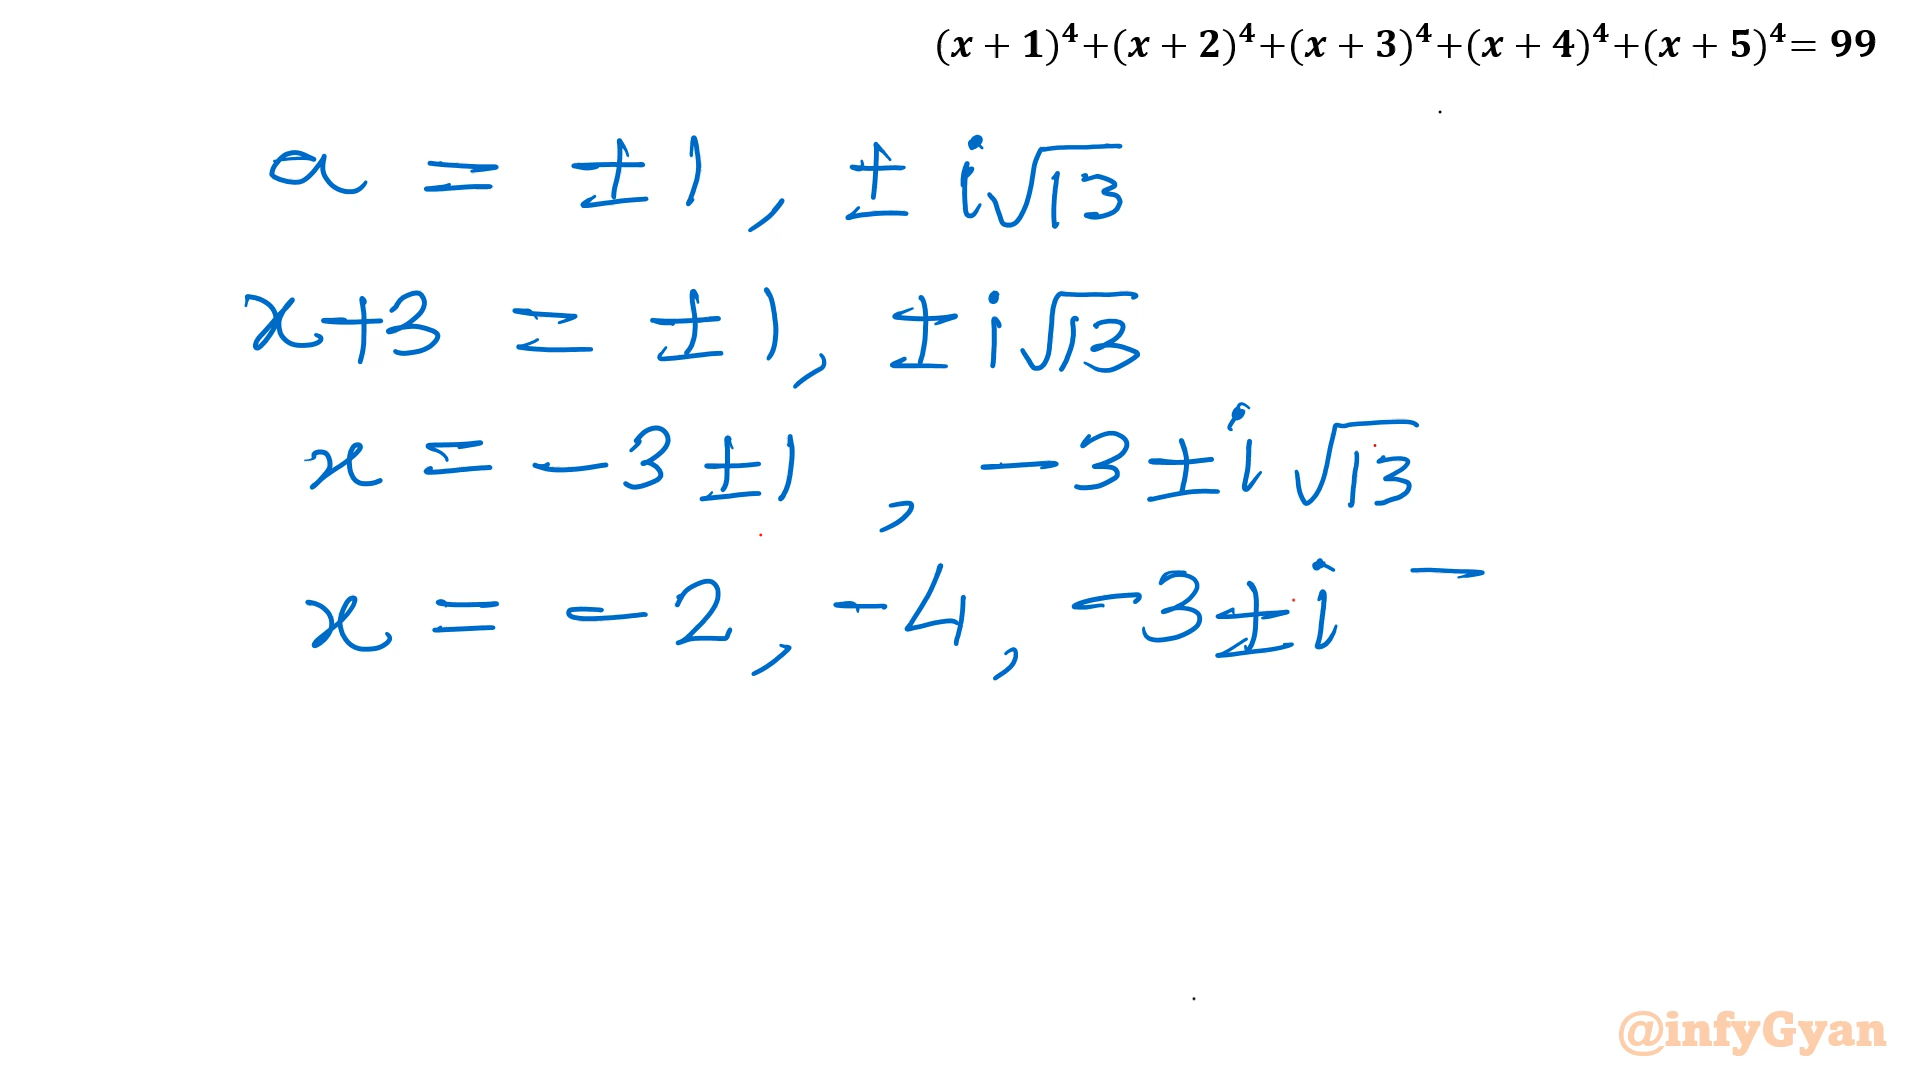 (x + 1)⁴+(x + 2)⁴+(x + 3)⁴+(x + 4)⁴+(x + 5)⁴= 99
a = ±1, ± i√13
x+3 = ±1, ± i√13
x = -3 ±1, -3 ± i √13
x = -2, -4, -3 ± i
@infyGyan